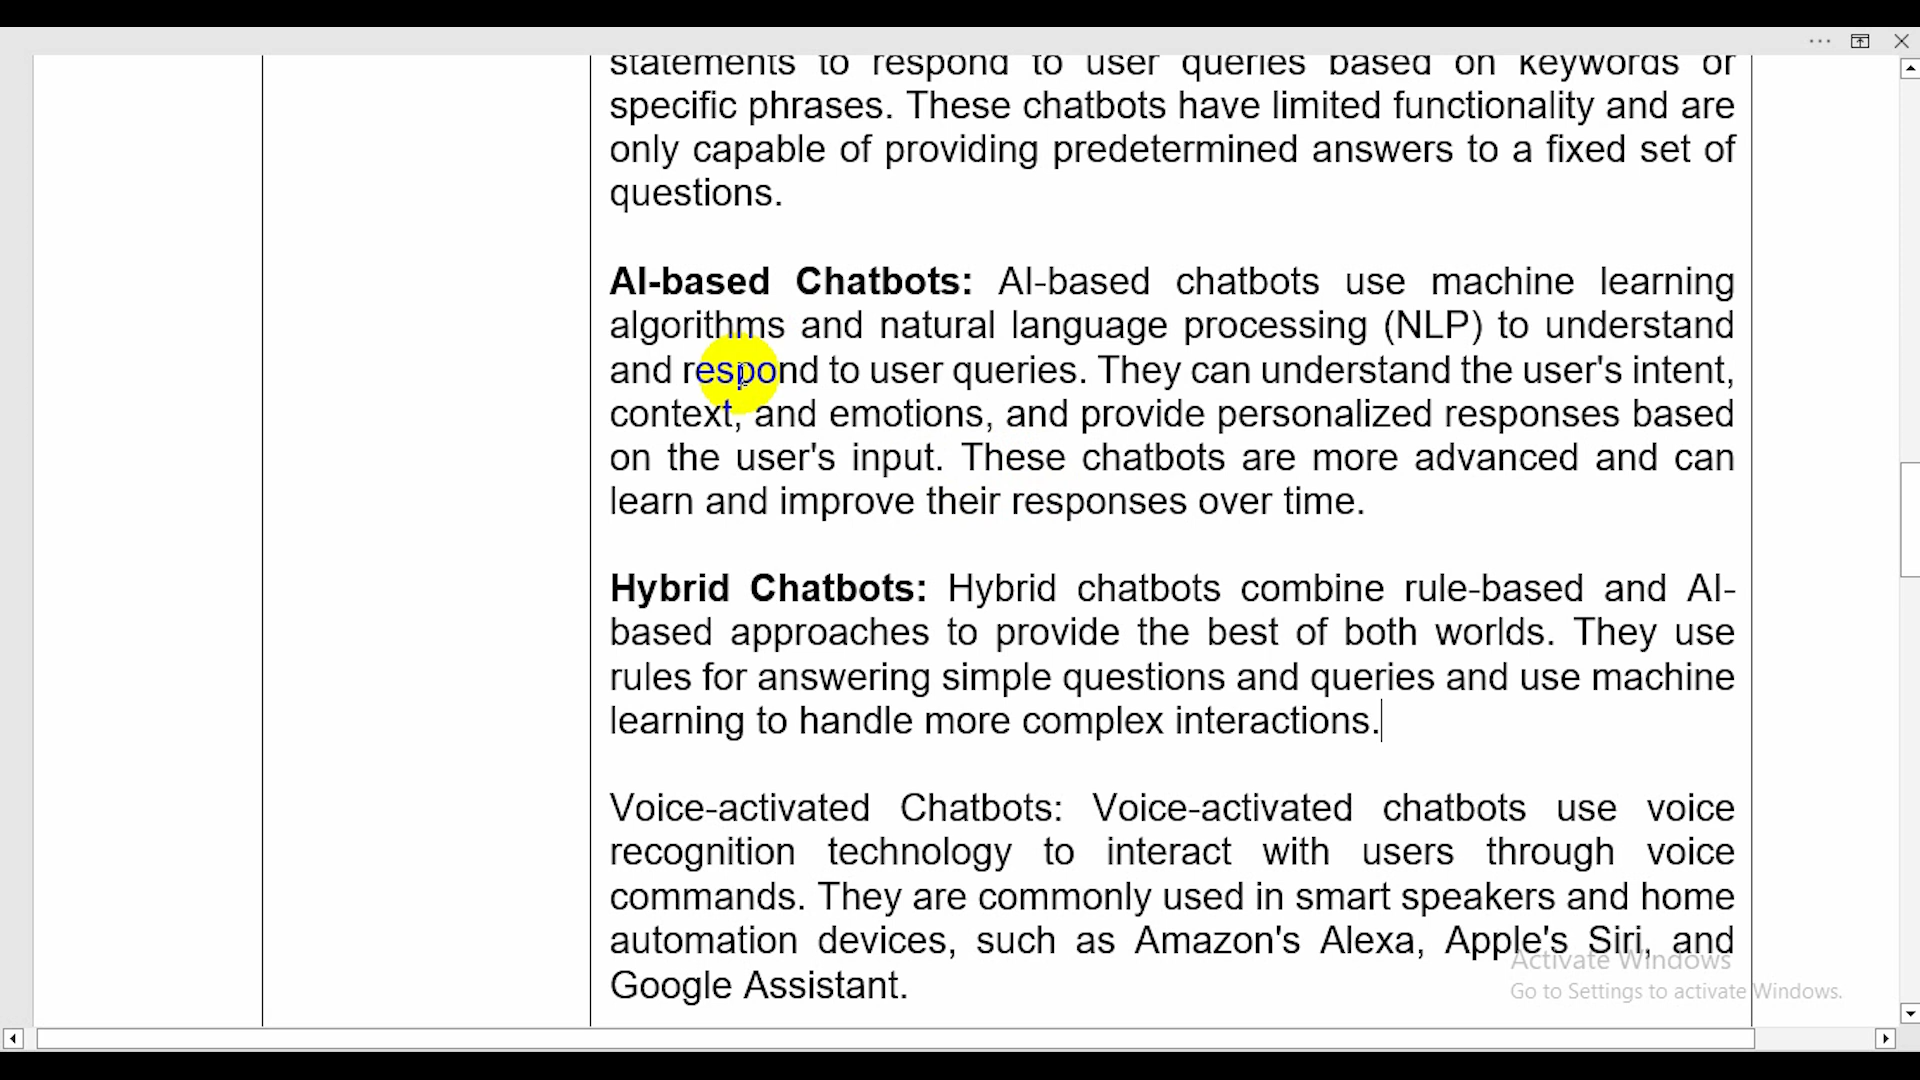 statements to respond to user queries based on keywords or
specific phrases. These chatbots have limited functionality and are
only capable of providing predetermined answers to a fixed set of
questions.
AI-based Chatbots: AI-based chatbots use machine learning
algorithms and natural language processing (NLP) to understand
and respond to user queries. They can understand the user's intent,
context, and emotions, and provide personalized responses based
on the user's input. These chatbots are more advanced and can
learn and improve their responses over time.
Hybrid Chatbots: Hybrid chatbots combine rule-based and AI-
based approaches to provide the best of both worlds. They use
rules for answering simple questions and queries and use machine
learning to handle more complex interactions.
Voice-activated Chatbots: Voice-activated chatbots use voice
recognition technology to interact with users through voice
commands. They are commonly used in smart speakers and home
automation devices, such as Amazon's Alexa, Apple's Siri, and
Google Assistant.
Activate Windows
Go to Settings to activate Windows.